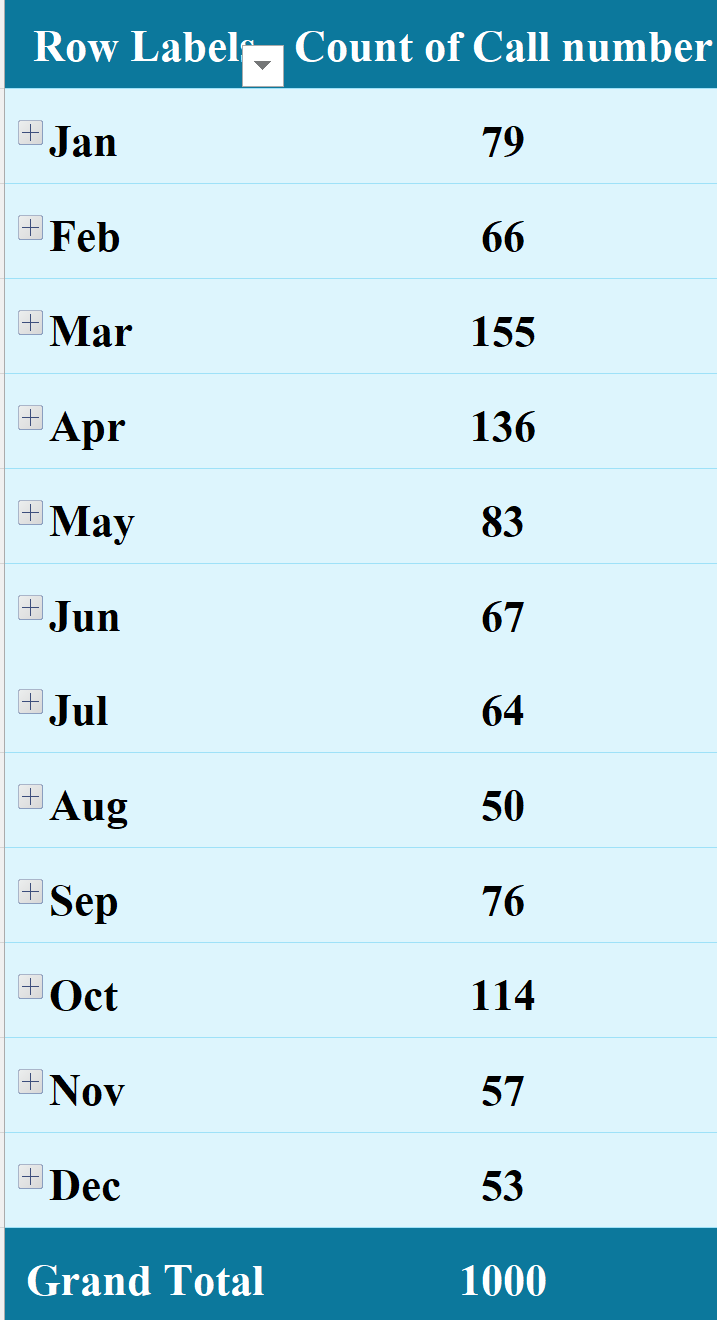 Row Labels Count of Call number
Jan 79
Feb 66
Mar 155
Apr 136
May 83
Jun 67
Jul 64
Aug 50
Sep 76
Oct 114
Nov 57
Dec 53
Grand Total 1000